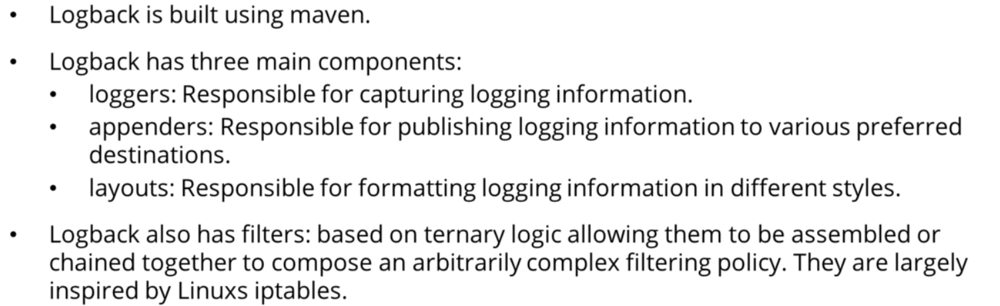 • Logback is built using maven.
• Logback has three main components:
• loggers: Responsible for capturing logging information.
• appenders: Responsible for publishing logging information to various preferred
destinations.
• layouts: Responsible for formatting logging information in different styles.
• Logback also has filters: based on ternary logic allowing them to be assembled or
chained together to compose an arbitrarily complex filtering policy. They are largely
inspired by Linuxs iptables.